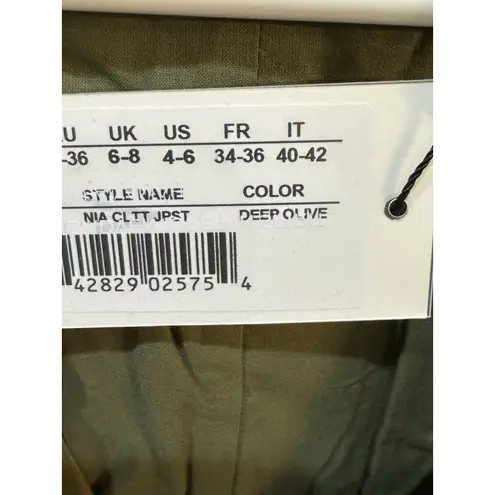 U UK US FR IT
-36 6-8 4-6 34-36 40-42
STYLE NAME COLOR
NIA CLTT JPST DEEP OLIVE
42829 02575 4